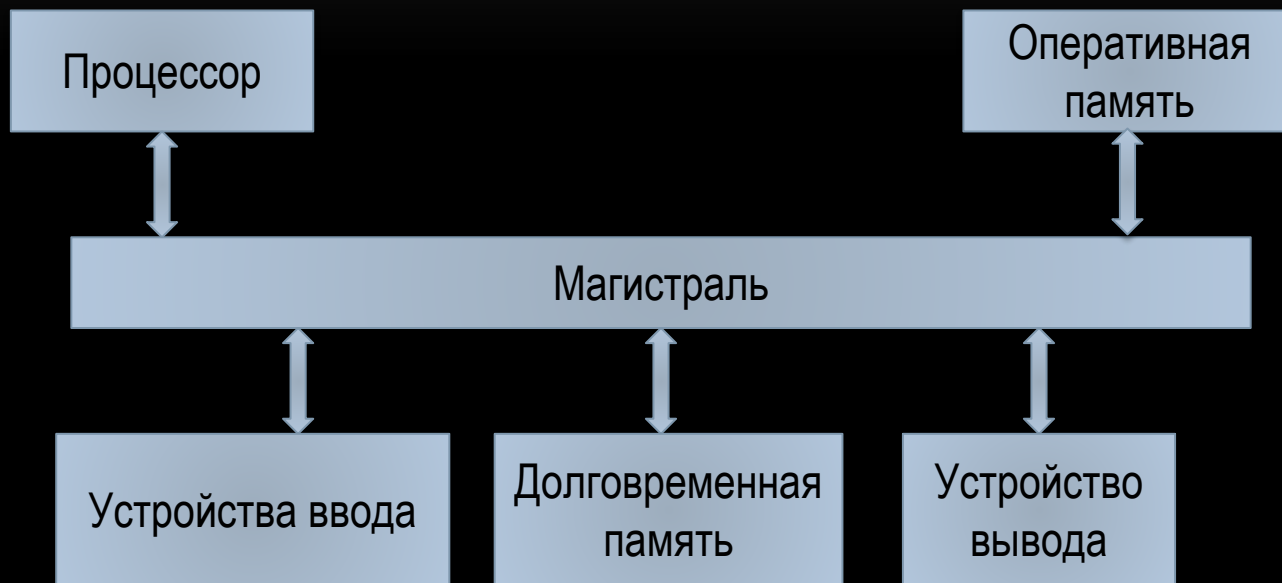 Процессор
Оперативная
память
Магистраль
Устройства ввода
Долговременная
память
Устройство
вывода